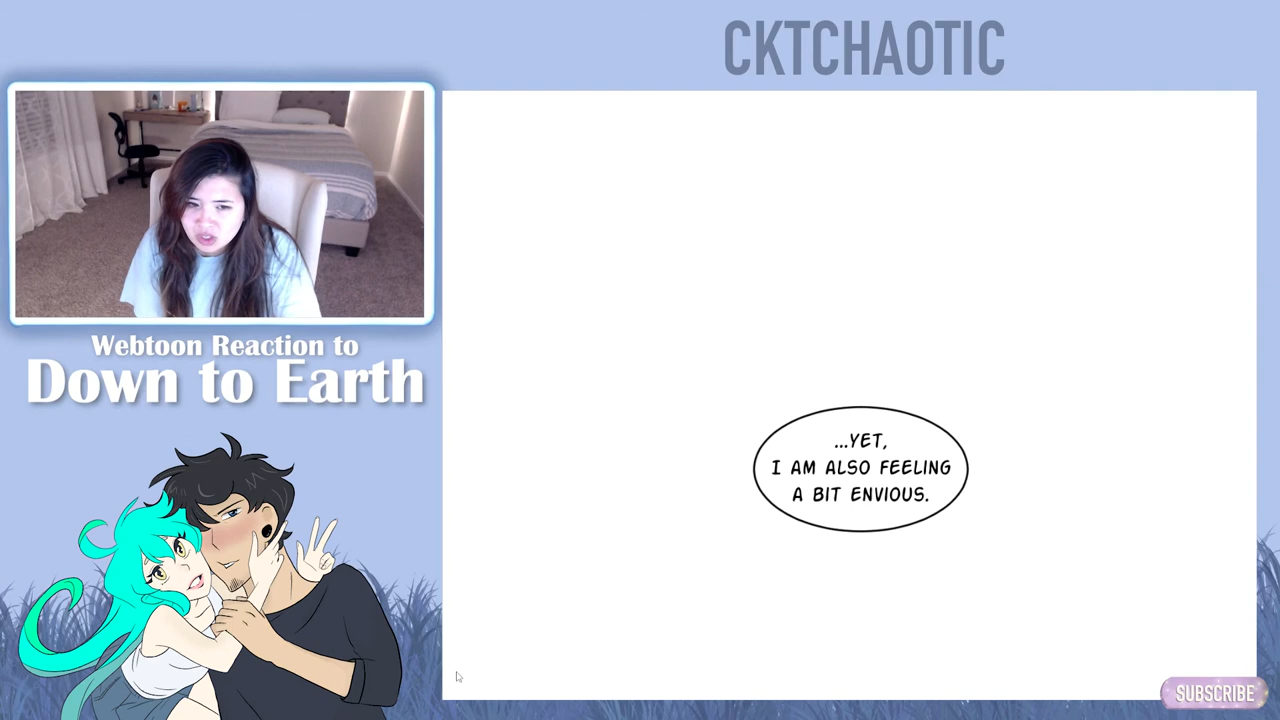 CKTCHAOTIC
Webtoon Reaction to
Down to Earth
...YET,
I AM ALSO FEELING
A BIT ENVIOUS.
SUBSCRIBE